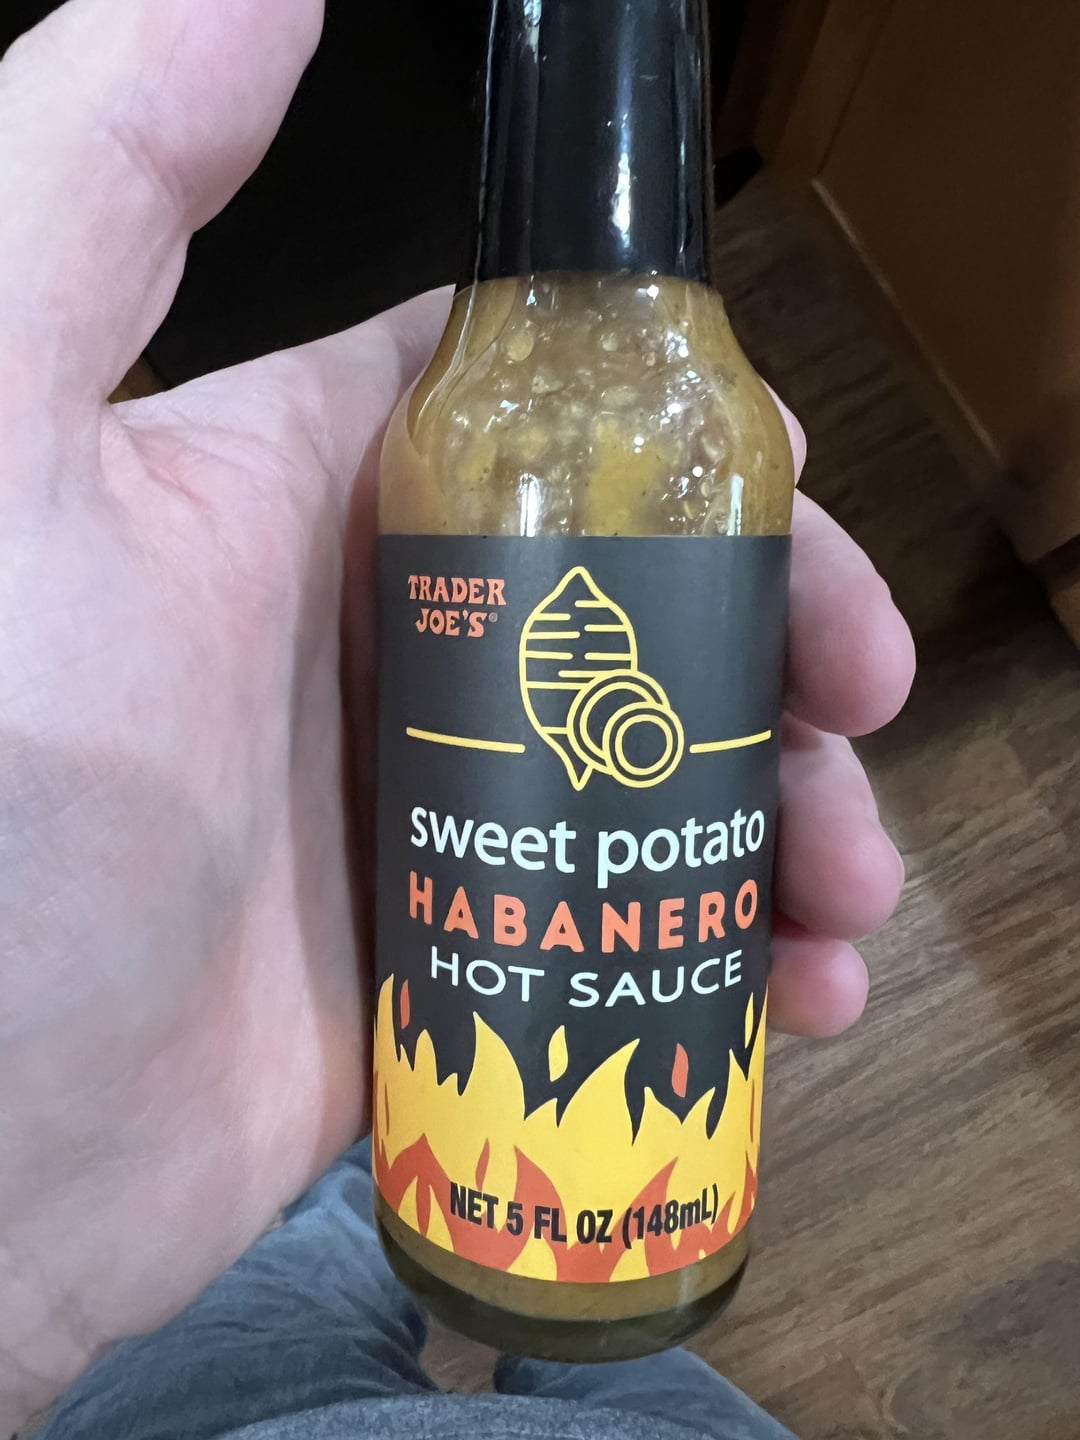 TRADER
JOE'S®
sweet potato
HABANERO
HOT SAUCE
NET 5 FL OZ (148mL)